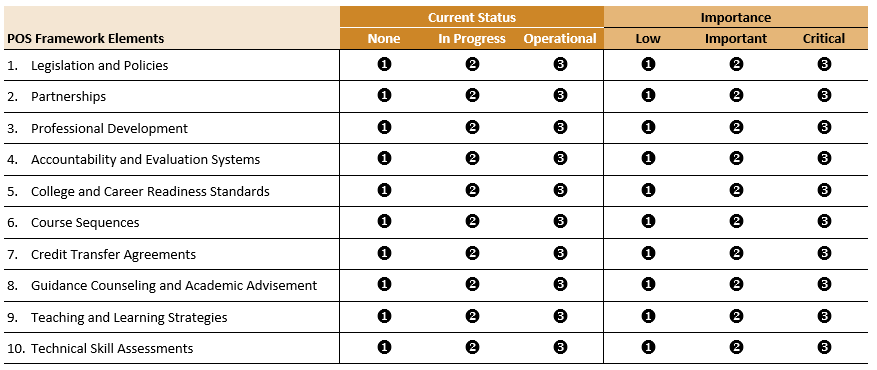 Current Status Importance
POS Framework Elements None In Progress Operational Low Important Critical
1. Legislation and Policies ❶ ❷ ❸ ❶ ❷ ❸
2. Partnerships ❶ ❷ ❸ ❶ ❷ ❸
3. Professional Development ❶ ❷ ❸ ❶ ❷ ❸
4. Accountability and Evaluation Systems ❶ ❷ ❸ ❶ ❷ ❸
5. College and Career Readiness Standards ❶ ❷ ❸ ❶ ❷ ❸
6. Course Sequences ❶ ❷ ❸ ❶ ❷ ❸
7. Credit Transfer Agreements ❶ ❷ ❸ ❶ ❷ ❸
8. Guidance Counseling and Academic Advisement ❶ ❷ ❸ ❶ ❷ ❸
9. Teaching and Learning Strategies ❶ ❷ ❸ ❶ ❷ ❸
10. Technical Skill Assessments ❶ ❷ ❸ ❶ ❷ ❸